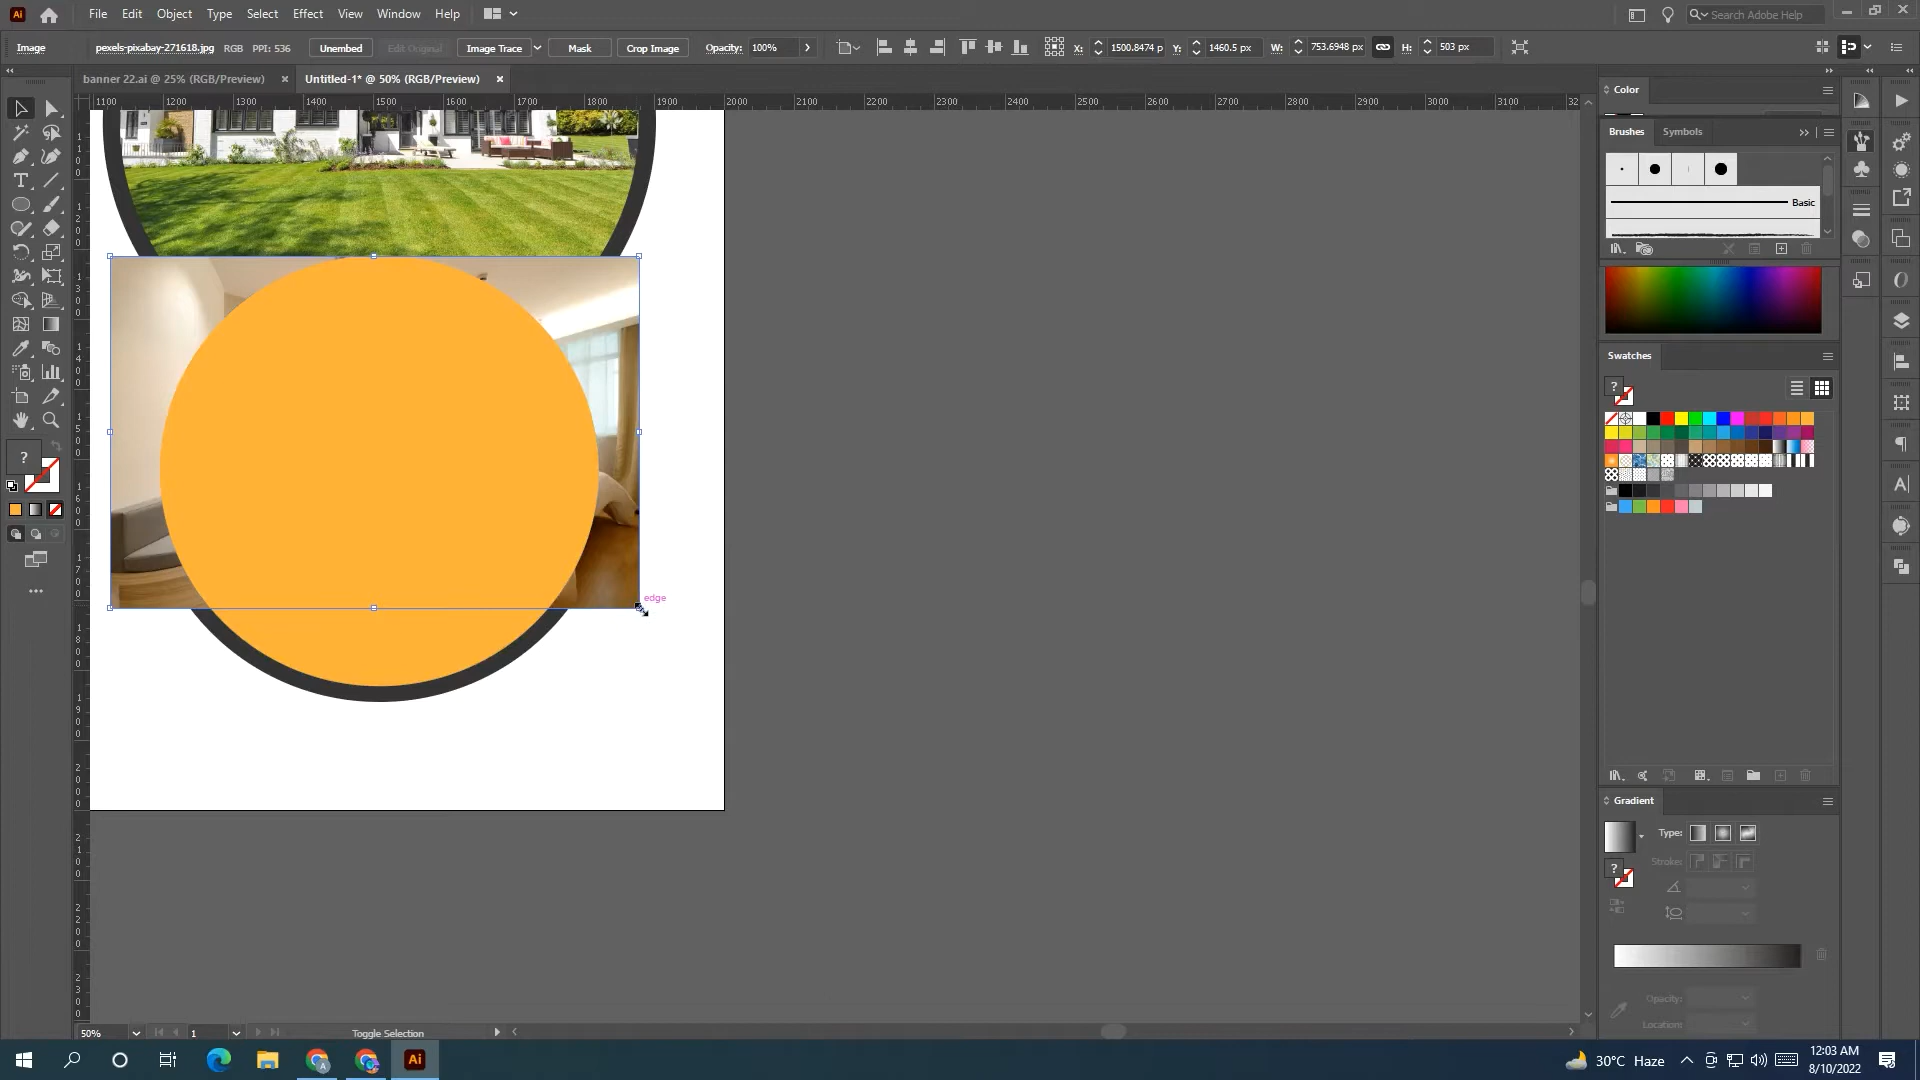 Ai File Edit Object Type Select Effect View Window Help Search Adobe Help
Image pexels-pixabay-271618.jpg RGB PPI: 536 Unembed Edit Original Image Trace Mask Crop Image Opacity: 100% X: 1500.8474 p Y: 1460.5 px W: 753.6948 px H: 503 px
banner 22.ai @ 25% (RGB/Preview) Untitled-1* @ 50% (RGB/Preview)
1100 1200 1300 1400 1500 1600 1700 1800 1900 2000 2100 2200 2300 2400 2500 2600 2700 2800 2900 3000 3100 32
Color
Brushes Symbols
Basic
Swatches
?
edge
?
Gradient
Type:
Stroke:
?
Opacity:
Location:
50% 1 Toggle Selection
Ai 30°C Haze 12:03 AM
8/10/2022